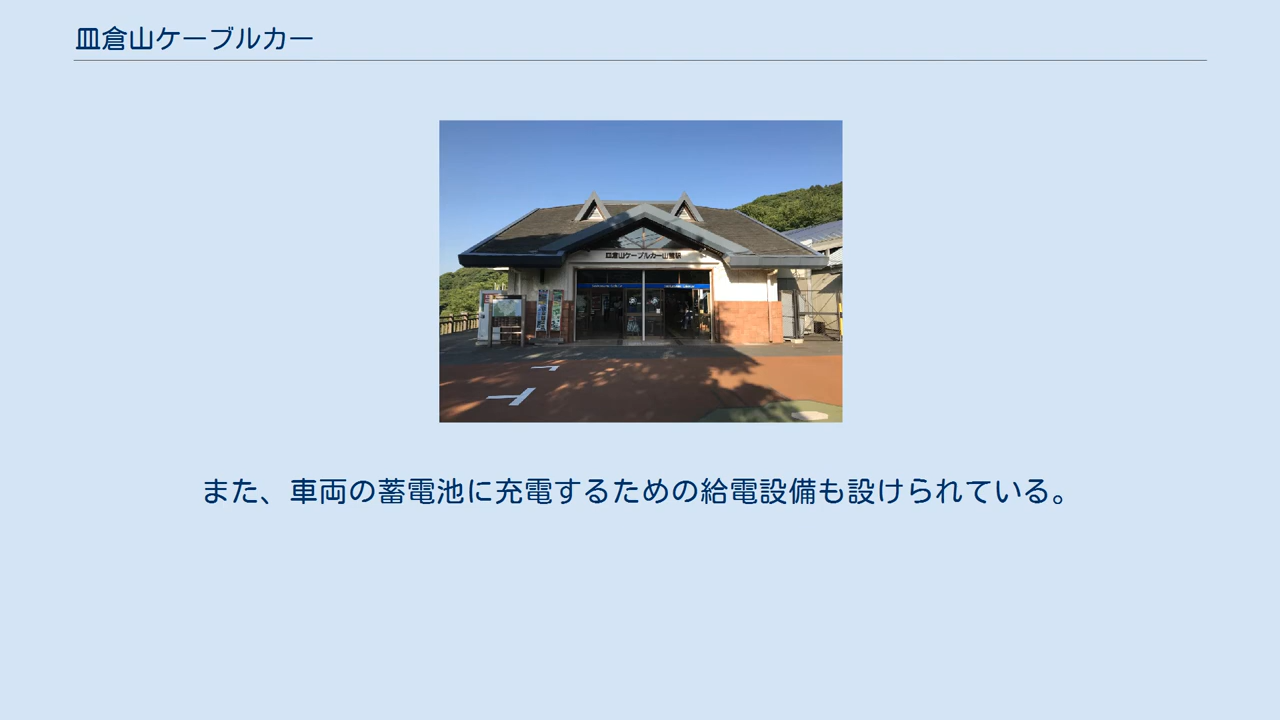 皿倉山ケーブルカー
皿倉山ケーブルカー山麓駅
また、車両の蓄電池に充電するための給電設備も設けられている。